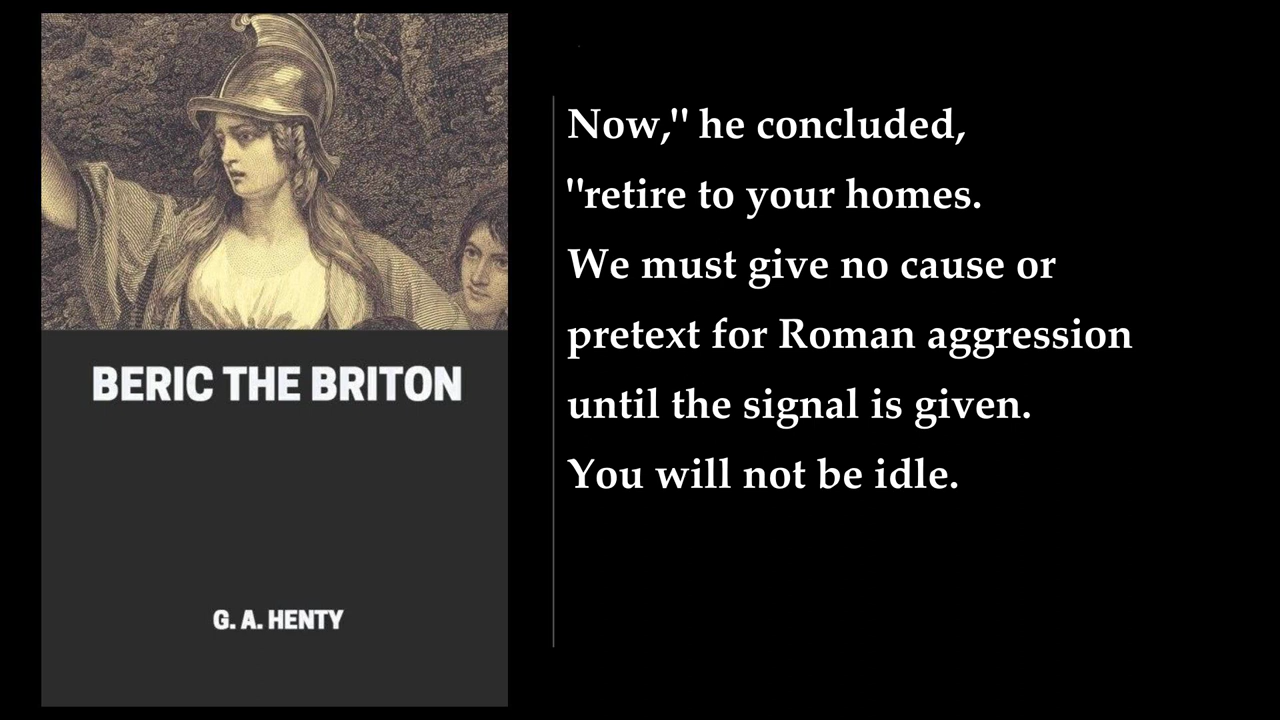 BERIC THE BRITON
G. A. HENTY
Now," he concluded,
"retire to your homes.
We must give no cause or
pretext for Roman aggression
until the signal is given.
You will not be idle.